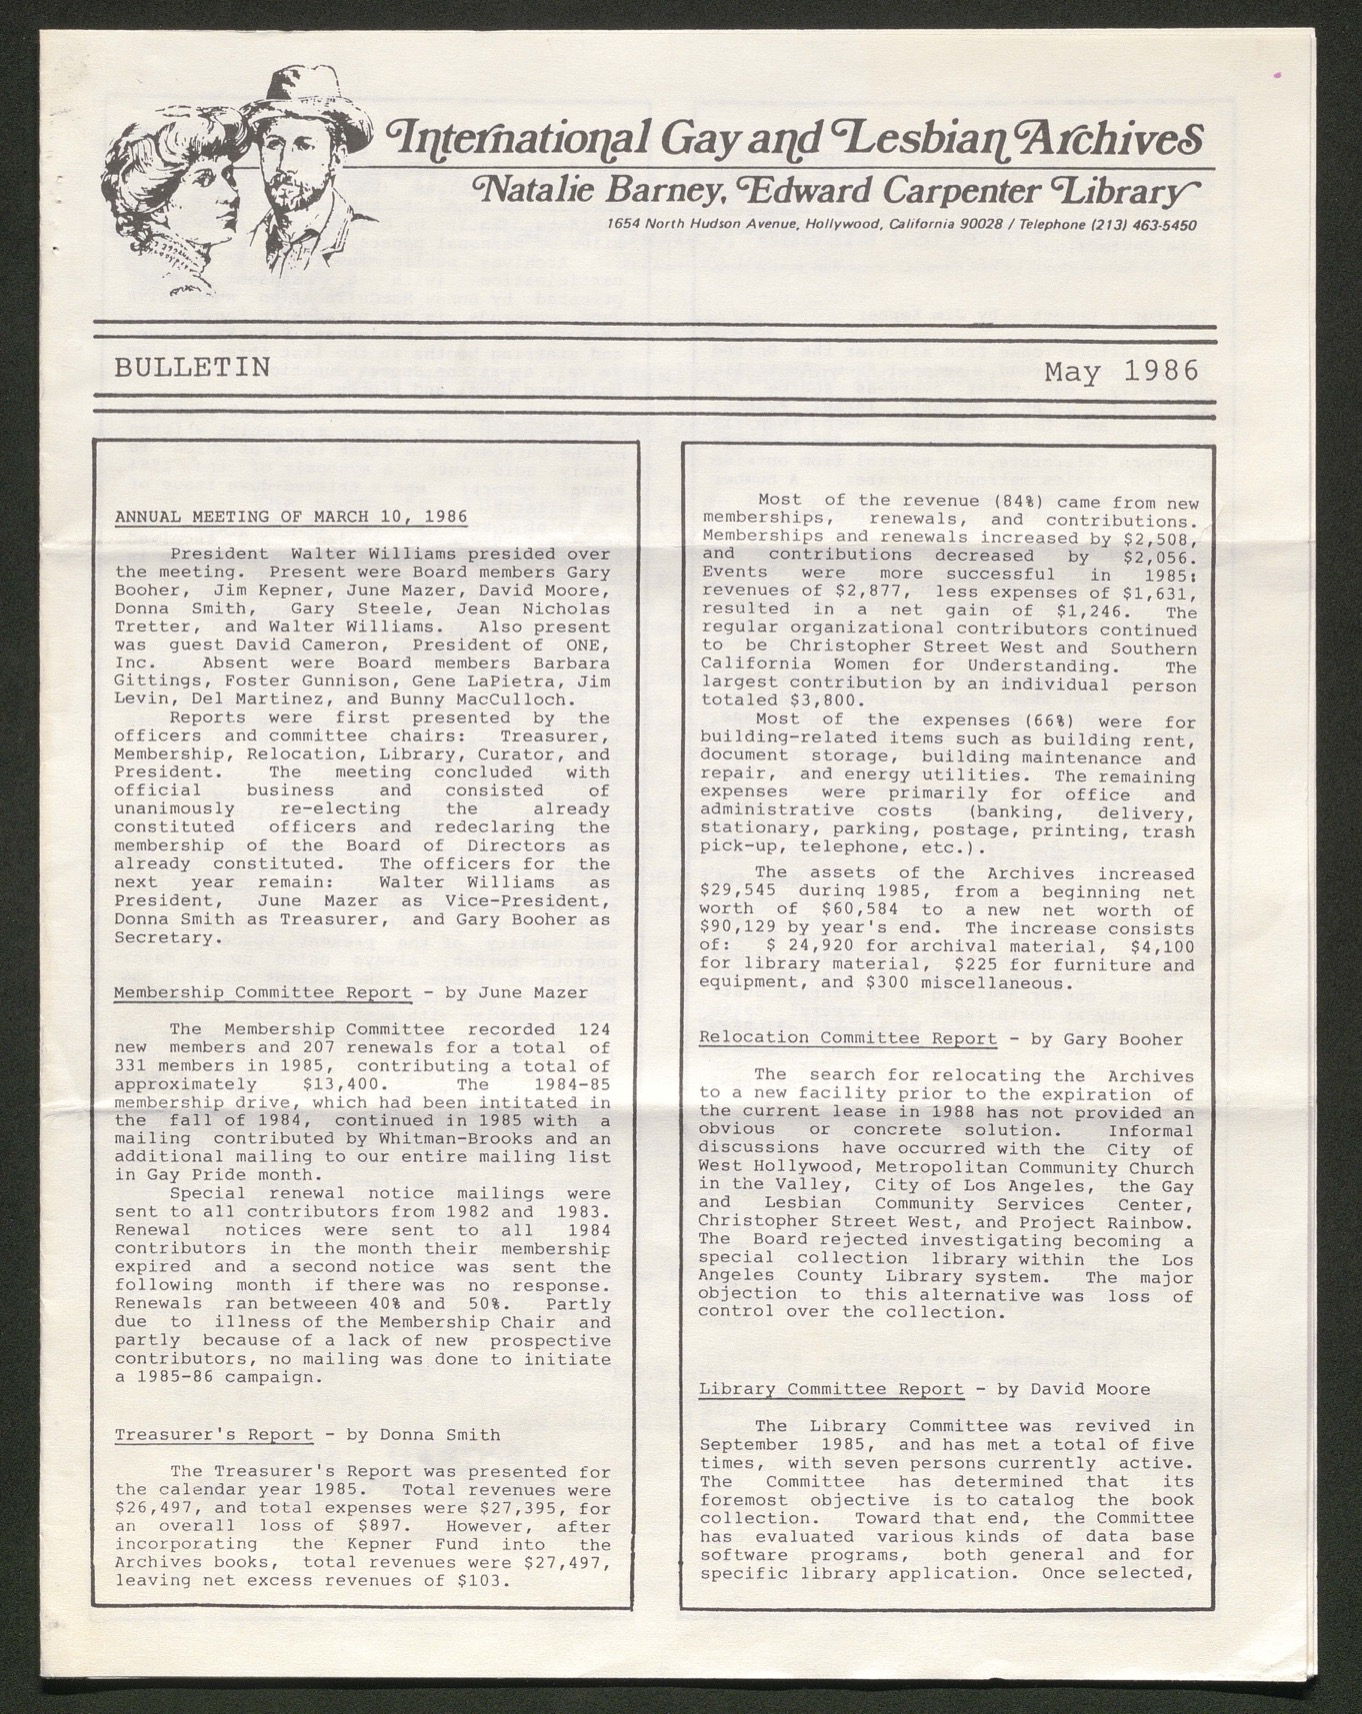 International Gay and Lesbian Archives
Natalie Barney, Edward Carpenter Library
1654 North Hudson Avenue, Hollywood, California 90028 / Telephone (213) 463-5450
BULLETIN
May 1986
ANNUAL MEETING OF MARCH 10, 1986
President Walter Williams presided over
the meeting. Present were Board members Gary
Booher, Jim Kepner, June Mazer, David Moore,
Donna Smith, Gary Steele, Jean Nicholas
Tretter, and Walter Williams. Also present
was guest David Cameron, President of ONE,
Inc. Absent were Board members Barbara
Gittings, Foster Gunnison, Gene LaPietra, Jim
Levin, Del Martinez, and Bunny MacCulloch.
Reports were first presented by the
officers and committee chairs: Treasurer,
Membership, Relocation, Library, Curator, and
President. The meeting concluded with
official business and consisted of
unanimously re-electing the already
constituted officers and redeclaring the
membership of the Board of Directors as
already constituted. The officers for the
next year remain: Walter Williams as
President, June Mazer as Vice-President,
Donna Smith as Treasurer, and Gary Booher as
Secretary.
Membership Committee Report - by June Mazer
The Membership Committee recorded 124
new members and 207 renewals for a total of
331 members in 1985, contributing a total of
approximately $13,400. The 1984-85
membership drive, which had been intitated in
the fall of 1984, continued in 1985 with a
mailing contributed by Whitman-Brooks and an
additional mailing to our entire mailing list
in Gay Pride month.
Special renewal notice mailings were
sent to all contributors from 1982 and 1983.
Renewal notices were sent to all 1984
contributors in the month their membership
expired and a second notice was sent the
following month if there was no response.
Renewals ran betweeen 40% and 50%. Partly
due to illness of the Membership Chair and
partly because of a lack of new prospective
contributors, no mailing was done to initiate
a 1985-86 campaign.
Treasurer's Report - by Donna Smith
The Treasurer's Report was presented for
the calendar year 1985. Total revenues were
$26,497, and total expenses were $27,395, for
an overall loss of $897. However, after
incorporating the Kepner Fund into the
Archives books, total revenues were $27,497,
leaving net excess revenues of $103.
Most of the revenue (84%) came from new
memberships, renewals, and contributions.
Memberships and renewals increased by $2,508,
and contributions decreased by $2,056.
Events were more successful in 1985:
revenues of $2,877, less expenses of $1,631,
resulted in a net gain of $1,246. The
regular organizational contributors continued
to be Christopher Street West and Southern
California Women for Understanding. The
largest contribution by an individual person
totaled $3,800.
Most of the expenses (66%) were for
building-related items such as building rent,
document storage, building maintenance and
repair, and energy utilities. The remaining
expenses were primarily for office and
administrative costs (banking, delivery,
stationary, parking, postage, printing, trash
pick-up, telephone, etc.).
The assets of the Archives increased
$29,545 during 1985, from a beginning net
worth of $60,584 to a new net worth of
$90,129 by year's end. The increase consists
of: $ 24,920 for archival material, $4,100
for library material, $225 for furniture and
equipment, and $300 miscellaneous.
Relocation Committee Report - by Gary Booher
The search for relocating the Archives
to a new facility prior to the expiration of
the current lease in 1988 has not provided an
obvious or concrete solution. Informal
discussions have occurred with the City of
West Hollywood, Metropolitan Community Church
in the Valley, City of Los Angeles, the Gay
and Lesbian Community Services Center,
Christopher Street West, and Project Rainbow.
The Board rejected investigating becoming a
special collection library within the Los
Angeles County Library system. The major
objection to this alternative was loss of
control over the collection.
Library Committee Report - by David Moore
The Library Committee was revived in
September 1985, and has met a total of five
times, with seven persons currently active.
The Committee has determined that its
foremost objective is to catalog the book
collection. Toward that end, the Committee
has evaluated various kinds of data base
software programs, both general and for
specific library application. Once selected,